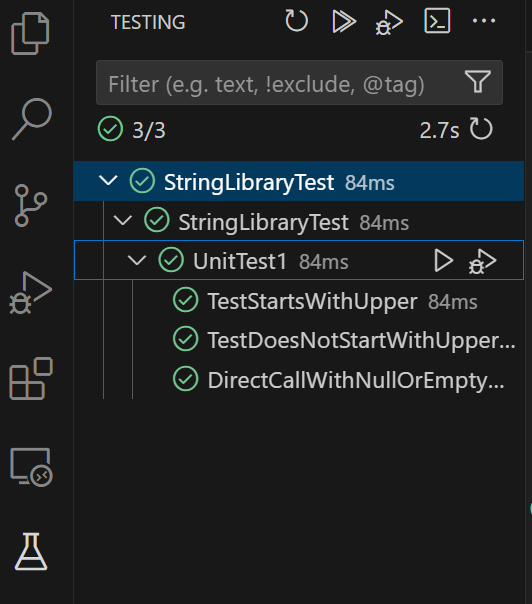 TESTING
Filter (e.g. text, !exclude, @tag)
3/3 2.7s
StringLibraryTest 84ms
StringLibraryTest 84ms
UnitTest1 84ms
TestStartsWithUpper 84ms
TestDoesNotStartWithUpper...
DirectCallWithNullOrEmpty...